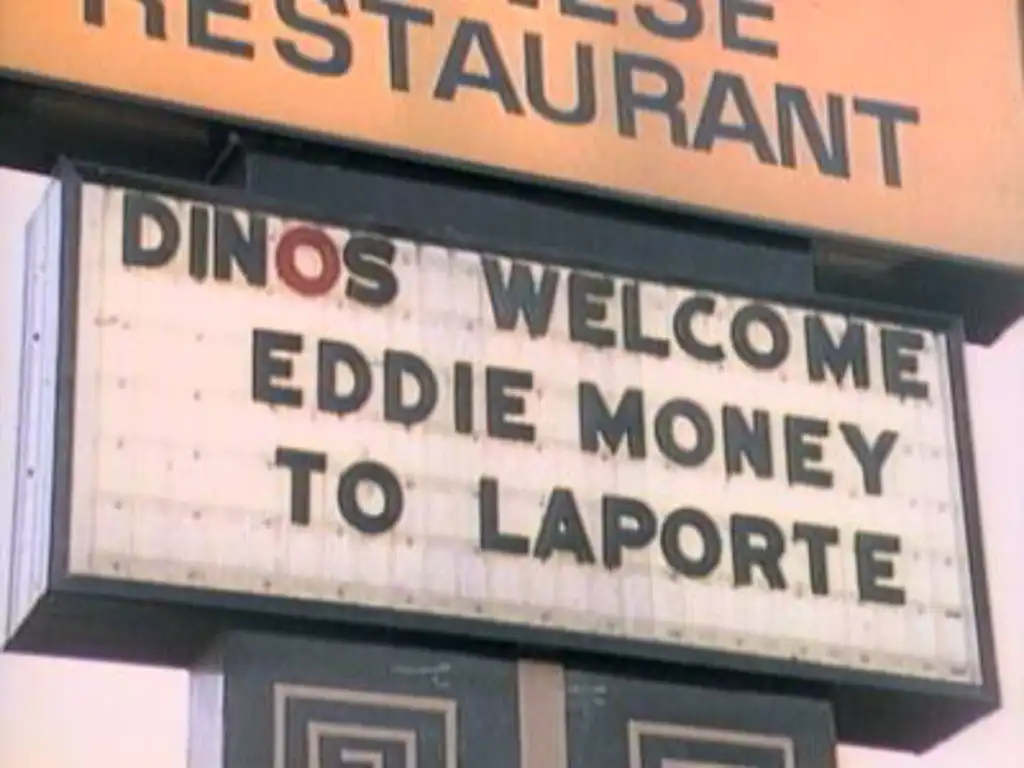 RESTAURANT
DINOS WELCOME
EDDIE MONEY
TO LAPORTE